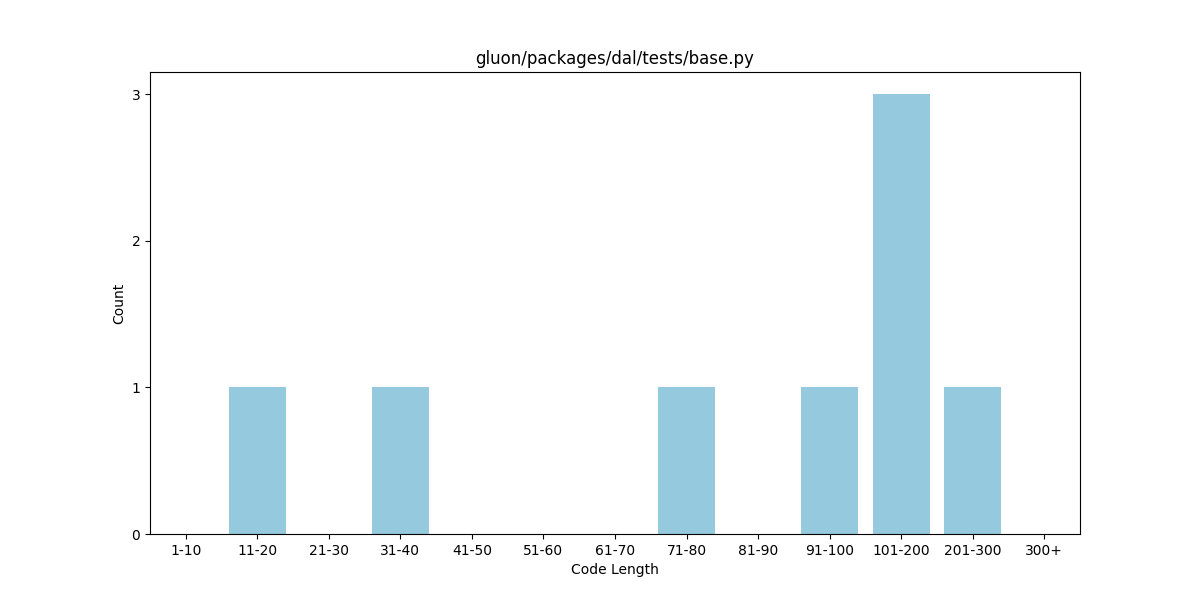 gluon/packages/dal/tests/base.py
Count
3
2
1
0
1-10 11-20 21-30 31-40 41-50 51-60 61-70 71-80 81-90 91-100 101-200 201-300 300+
Code Length